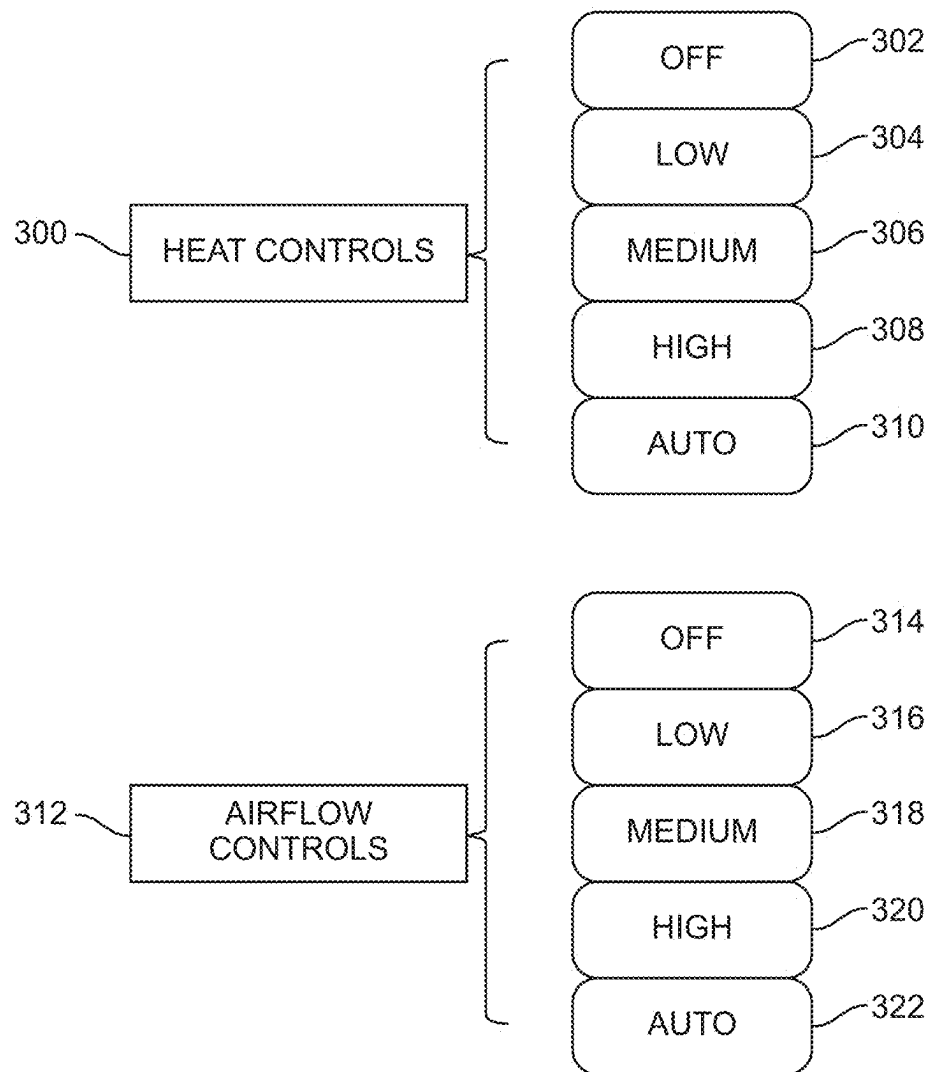 OFF
302
LOW
304
300
HEAT CONTROLS
MEDIUM
306
HIGH
308
AUTO
310
OFF
314
LOW
316
312
AIRFLOW
CONTROLS
MEDIUM
318
HIGH
320
AUTO
322